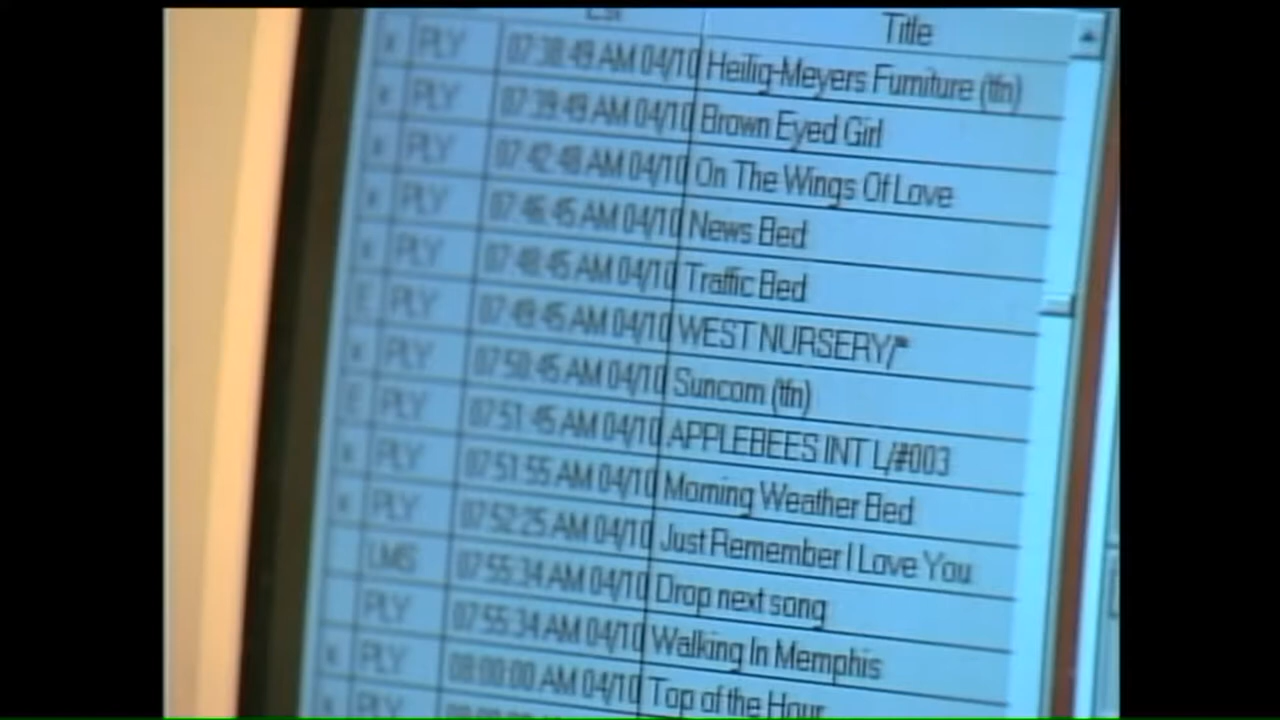 Title
x PLY 07:38:49 AM 04/10 Heilig-Meyers Furniture (tfn)
x PLY 07:39:49 AM 04/10 Brown Eyed Girl
x PLY 07:42:48 AM 04/10 On The Wings Of Love
x PLY 07:46:45 AM 04/10 News Bed
x PLY 07:48:45 AM 04/10 Traffic Bed
E PLY 07:49:45 AM 04/10 WEST NURSERY/*
x PLY 07:50:45 AM 04/10 Suncom (tfn)
E PLY 07:51:45 AM 04/10 APPLEBEES INT L/#003
x PLY 07:51:55 AM 04/10 Morning Weather Bed
x PLY 07:52:25 AM 04/10 Just Remember I Love You
LMS 07:55:34 AM 04/10 Drop next song
PLY 07:55:34 AM 04/10 Walking In Memphis
x PLY 08:00:00 AM 04/10 Top of the Hour
x PLY